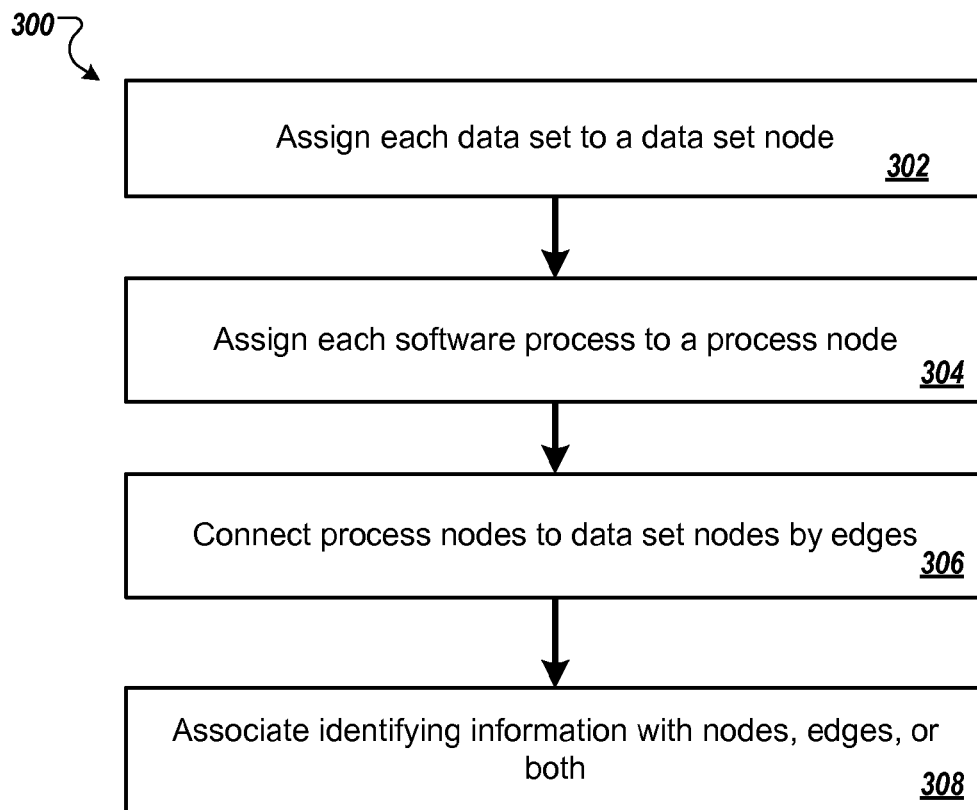 300
Assign each data set to a data set node
302
Assign each software process to a process node
304
Connect process nodes to data set nodes by edges
306
Associate identifying information with nodes, edges, or
both
308